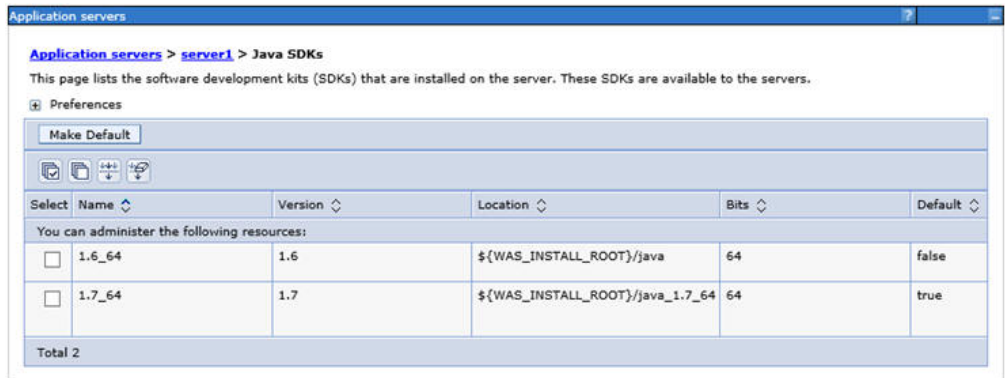 Application servers ? –
Application servers > server1 > Java SDKs
This page lists the software development kits (SDKs) that are installed on the server. These SDKs are available to the servers.
+ Preferences
Make Default
Select Name Version Location Bits Default
You can administer the following resources:
1.6_64 1.6 ${WAS_INSTALL_ROOT}/java 64 false
1.7_64 1.7 ${WAS_INSTALL_ROOT}/java_1.7_64 64 true
Total 2